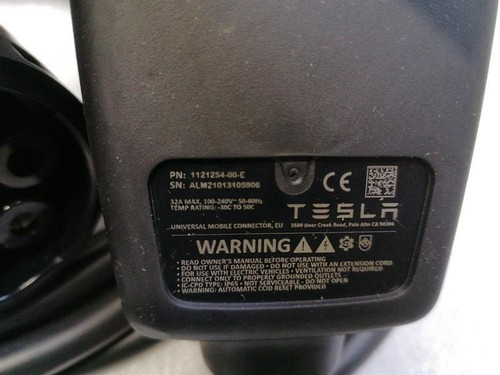 PN: 1121254-00-E
SN: ALM21013105906
CE
32A MAX, 100-240V~ 50-60Hz
TEMP RATING: -30C TO 50C
TESLA
UNIVERSAL MOBILE CONNECTOR, EU
3500 Deer Creek Road, Palo Alto CA 94304
WARNING
• READ OWNER'S MANUAL BEFORE OPERATING
• DO NOT USE IF DAMAGED • DO NOT USE WITH AN EXTENSION CORD
• FOR USE WITH ELECTRIC VEHICLES • VENTILATION NOT REQUIRED
• CONNECT ONLY TO PROPERLY GROUNDED OUTLETS
• IC-CPD TYPE: IP65 • NOT SERVICEABLE - DO NOT OPEN
• WARNING: AUTOMATIC CCID RESET PROVIDED